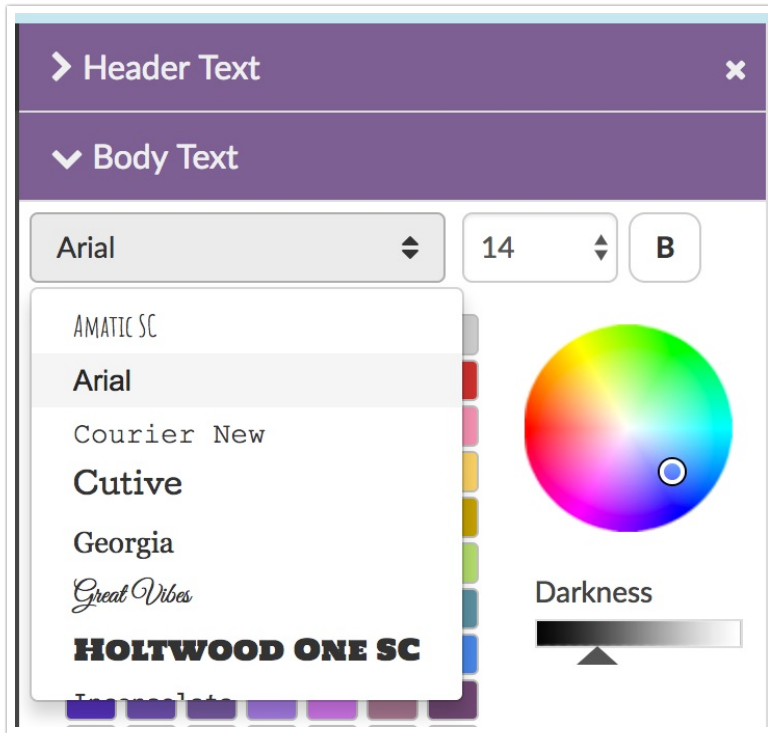 Header Text
Body Text
Arial 14 B
Amatic SC
Arial
Courier New
Cutive
Georgia
Great Vibes
Holtwood One SC
Darkness